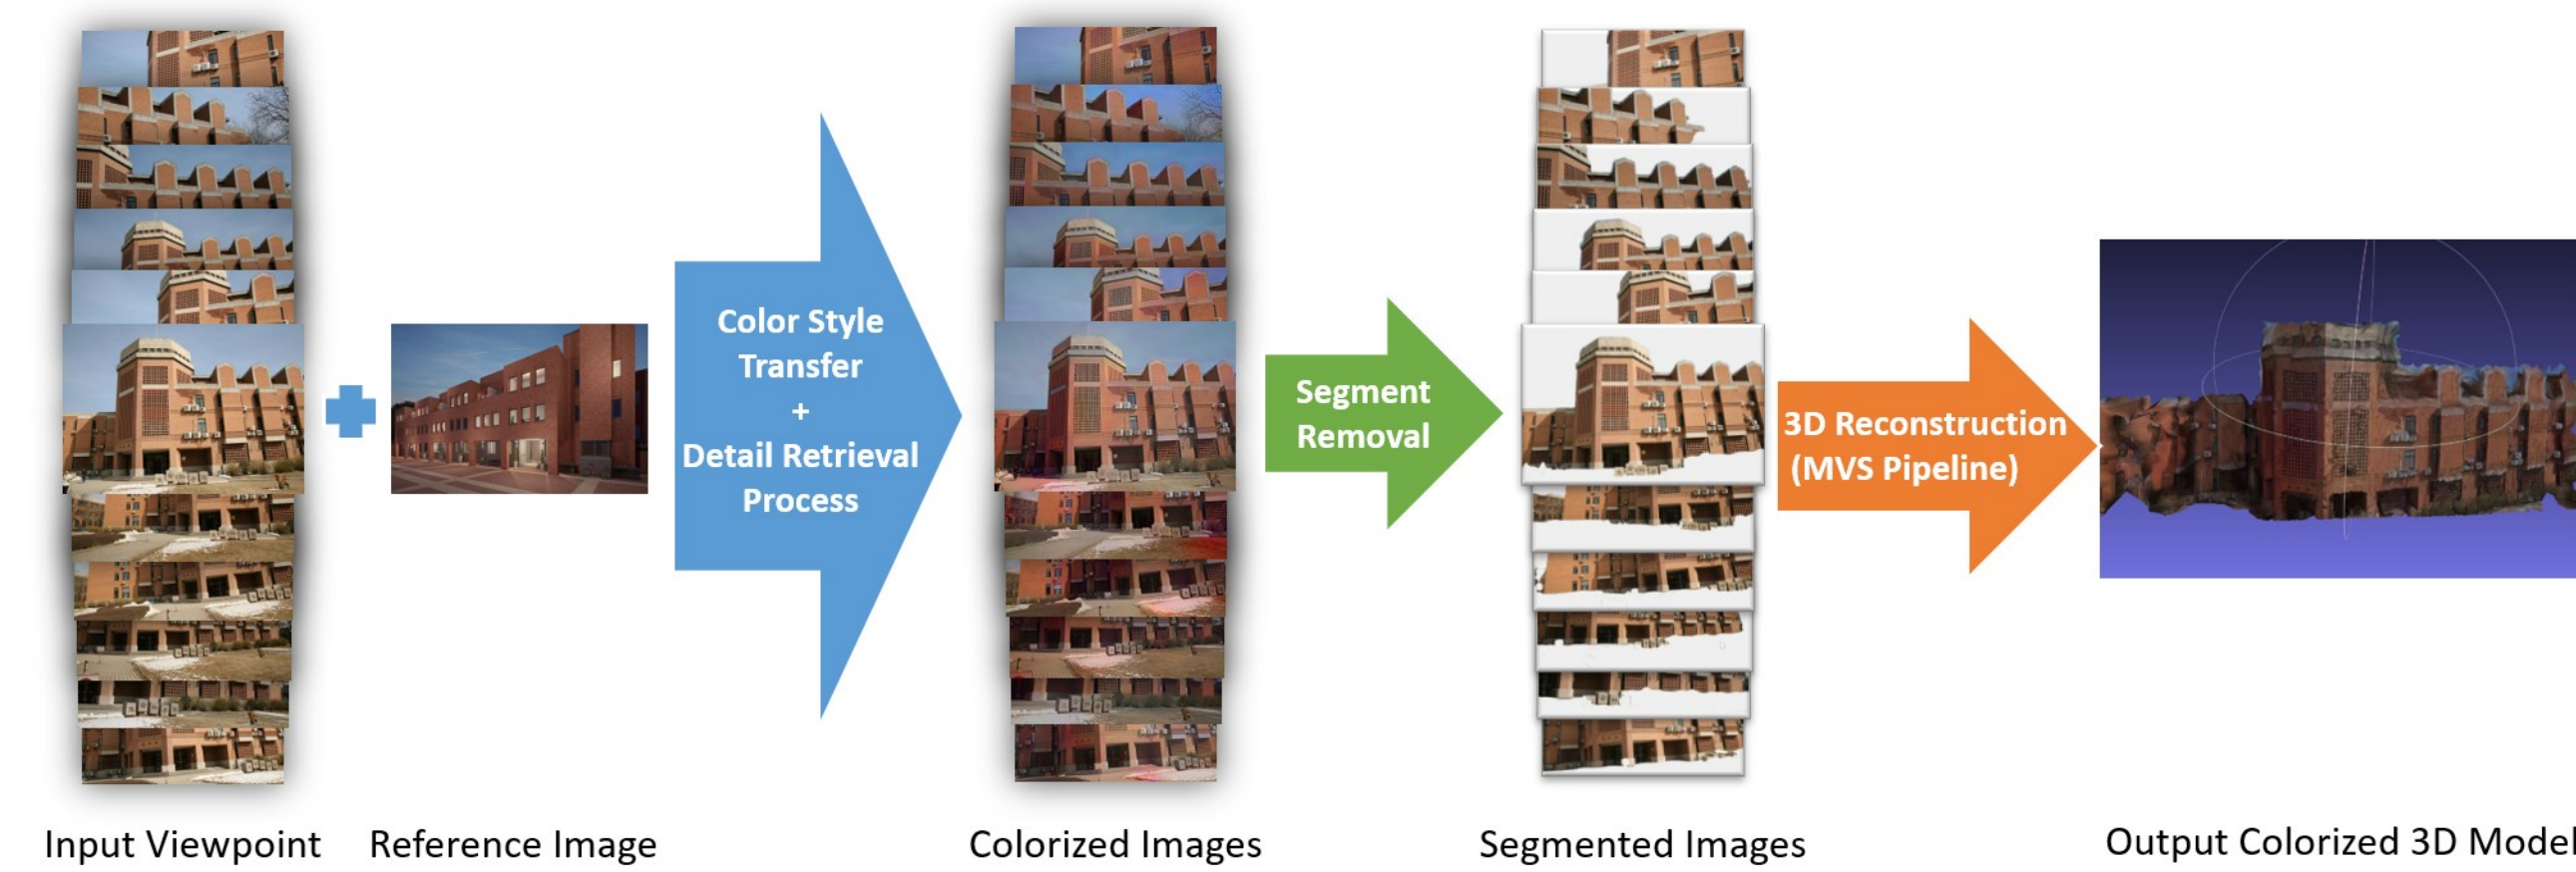 Color Style
Transfer
+
Detail Retrieval
Process
Segment
Removal
3D Reconstruction
(MVS Pipeline)
Input Viewpoint
Reference Image
Colorized Images
Segmented Images
Output Colorized 3D Model